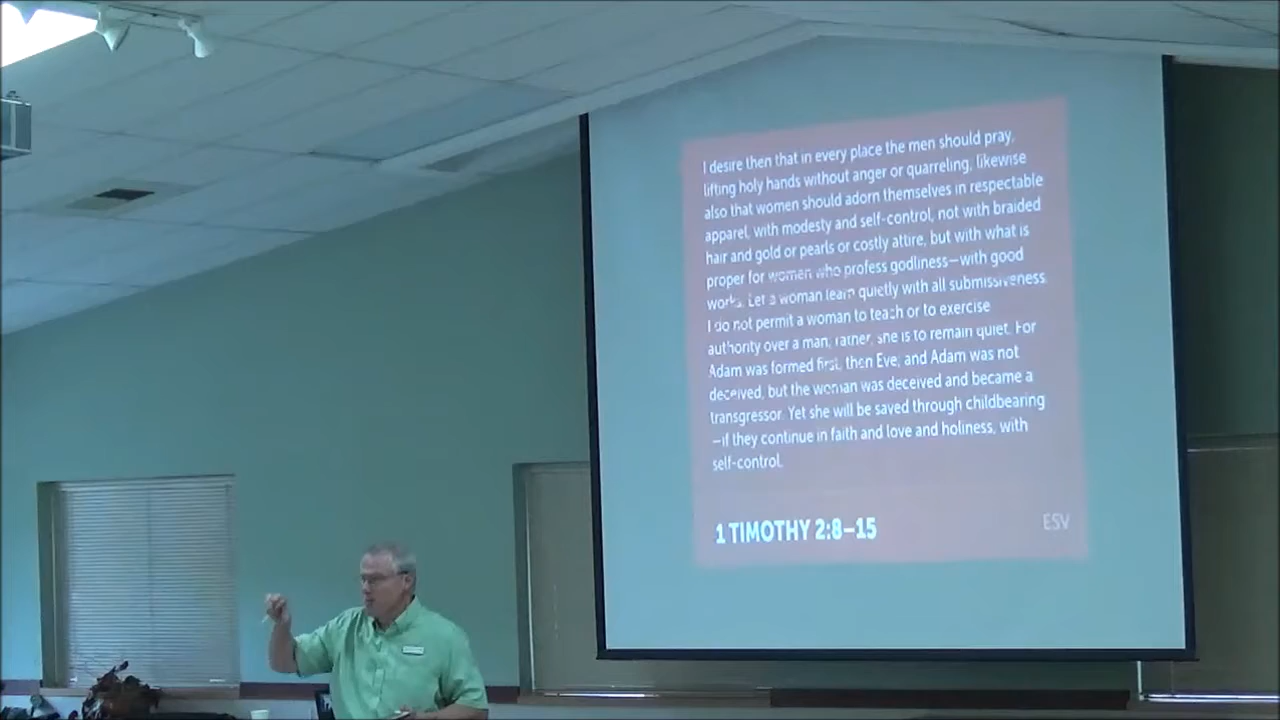 I desire then that in every place the men should pray,
lifting holy hands without anger or quarreling, likewise
also that women should adorn themselves in respectable
apparel, with modesty and self-control, not with braided
hair and gold or pearls or costly attire, but with what is
proper for women who profess godliness—with good
works. Let a woman learn quietly with all submissiveness.
I do not permit a woman to teach or to exercise
authority over a man, rather, she is to remain quiet. For
Adam was formed first, then Eve; and Adam was not
deceived, but the woman was deceived and became a
transgressor. Yet she will be saved through childbearing
—if they continue in faith and love and holiness, with
self-control.
1 TIMOTHY 2:8–15
ESV